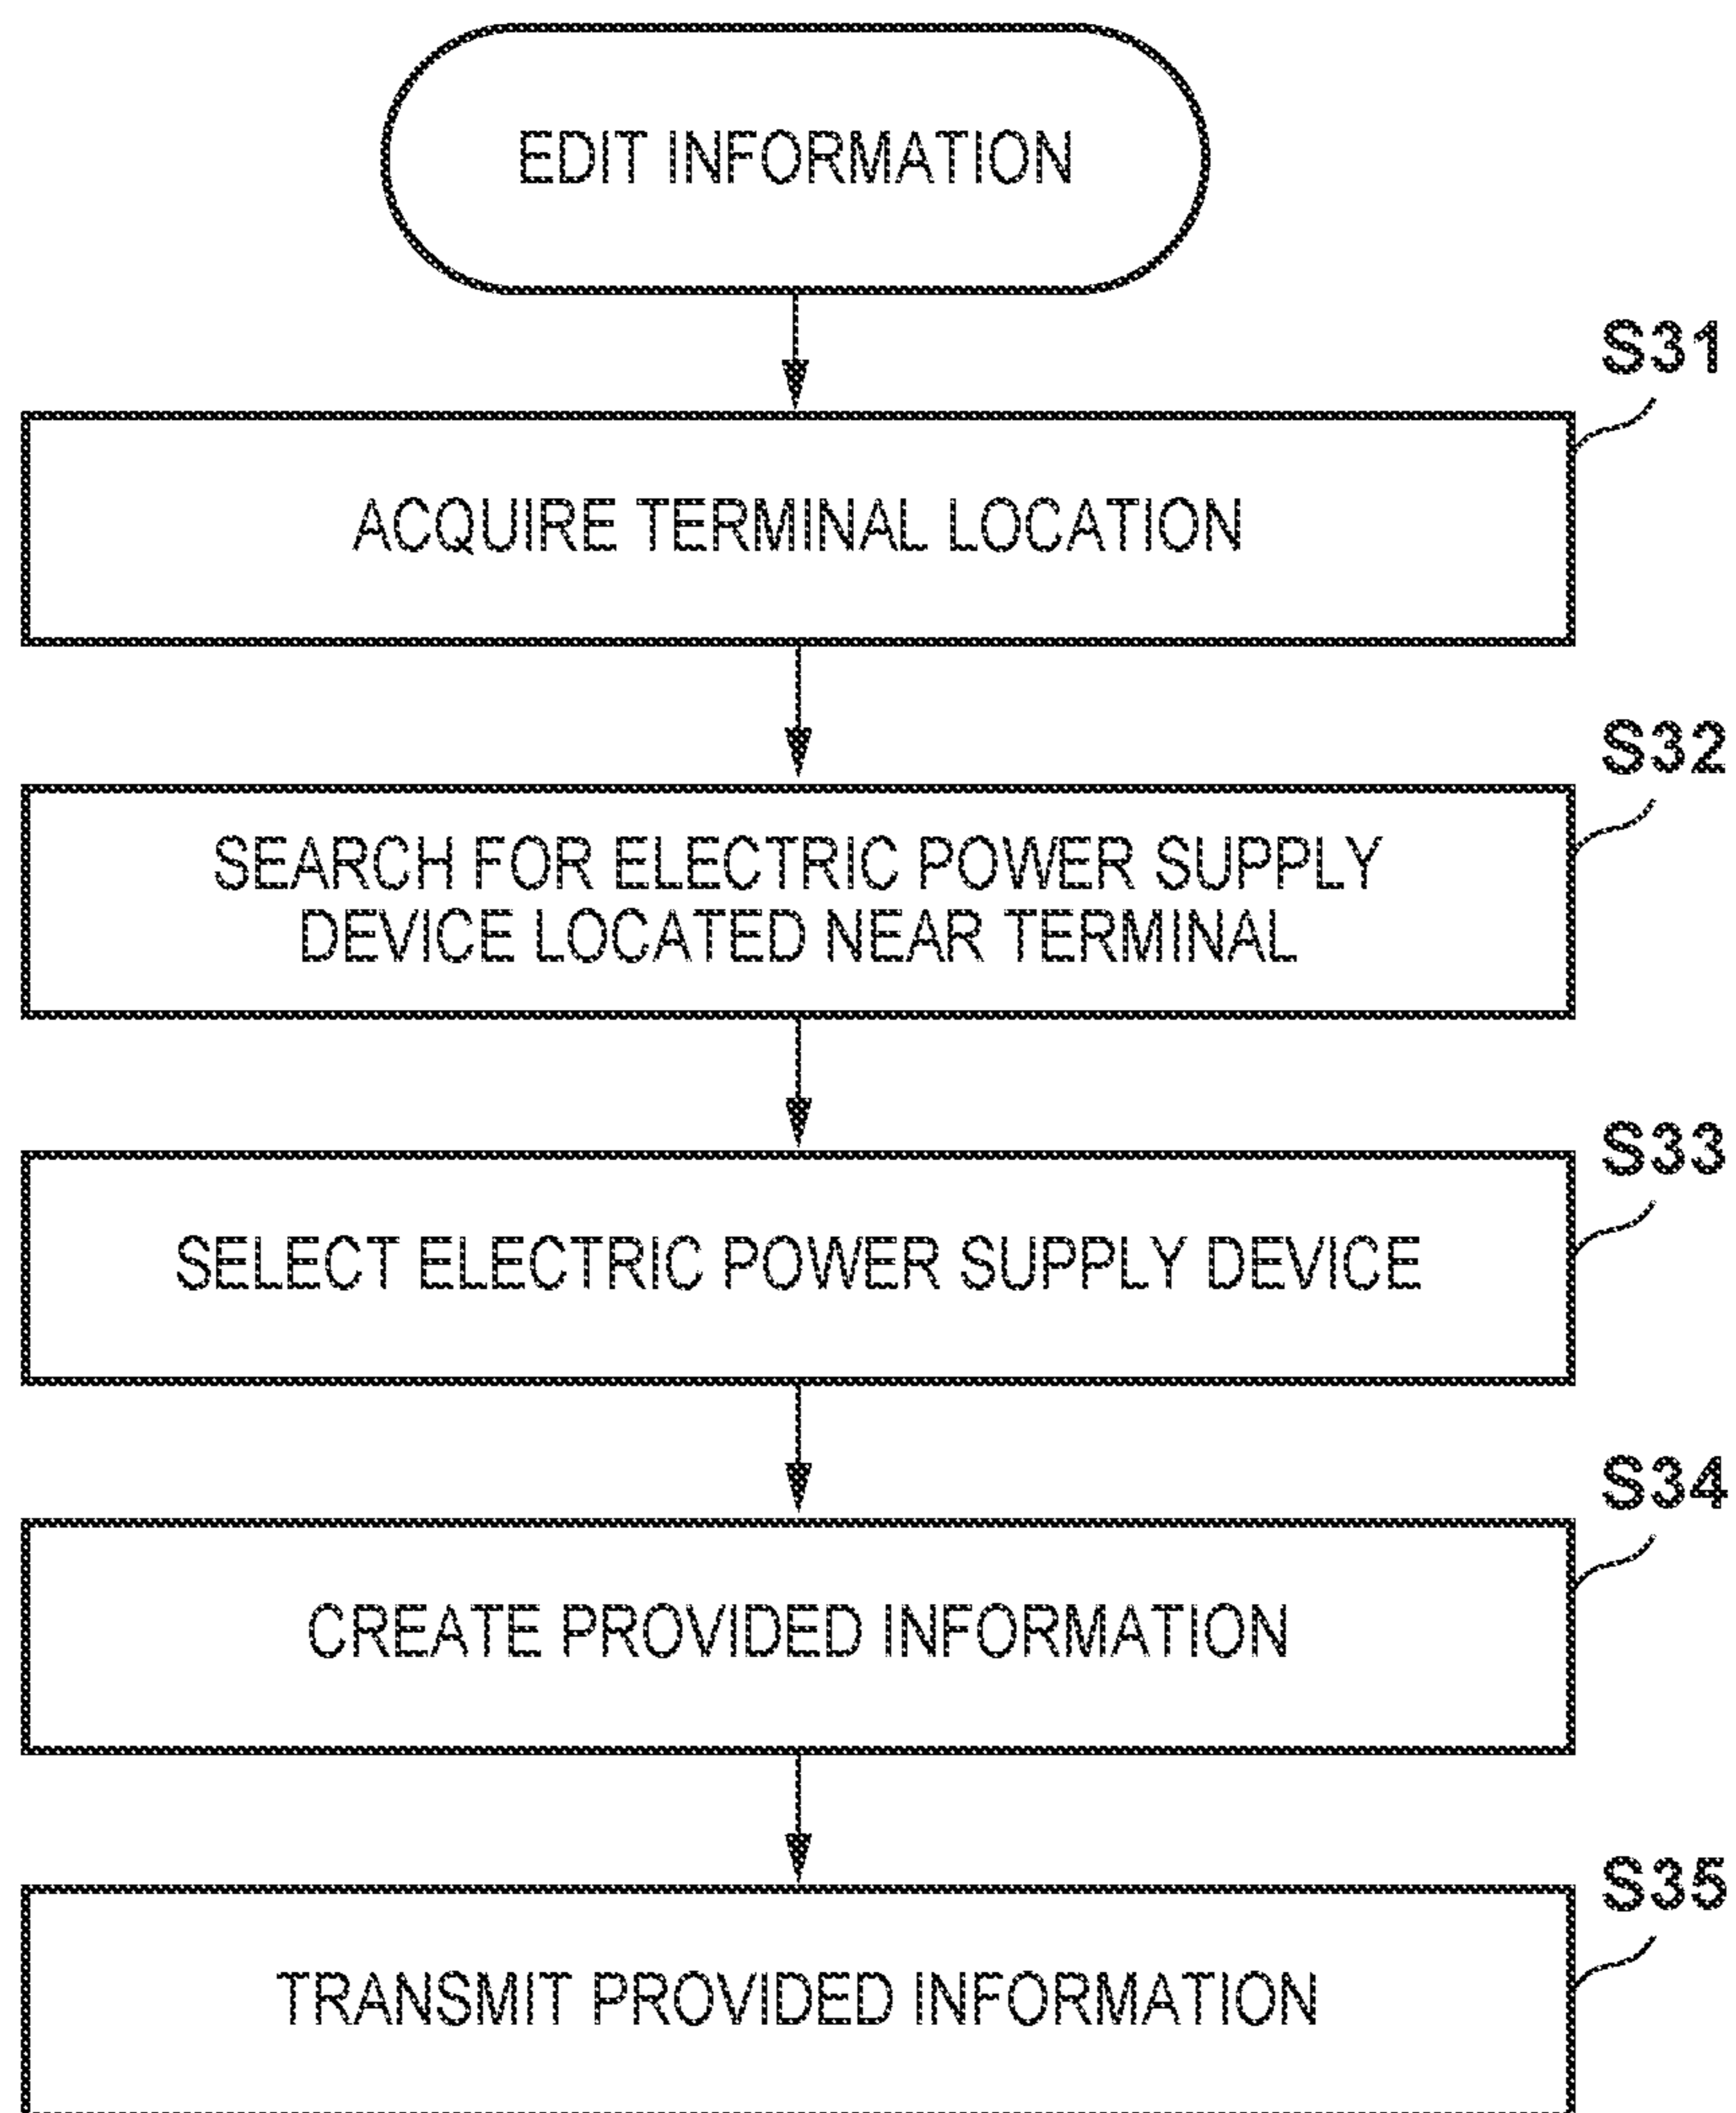 EDIT INFORMATION
S31
ACQUIRE TERMINAL LOCATION
S32
SEARCH FOR ELECTRIC POWER SUPPLY
DEVICE LOCATED NEAR TERMINAL
S33
SELECT ELECTRIC POWER SUPPLY DEVICE
S34
CREATE PROVIDED INFORMATION
S35
TRANSMIT PROVIDED INFORMATION